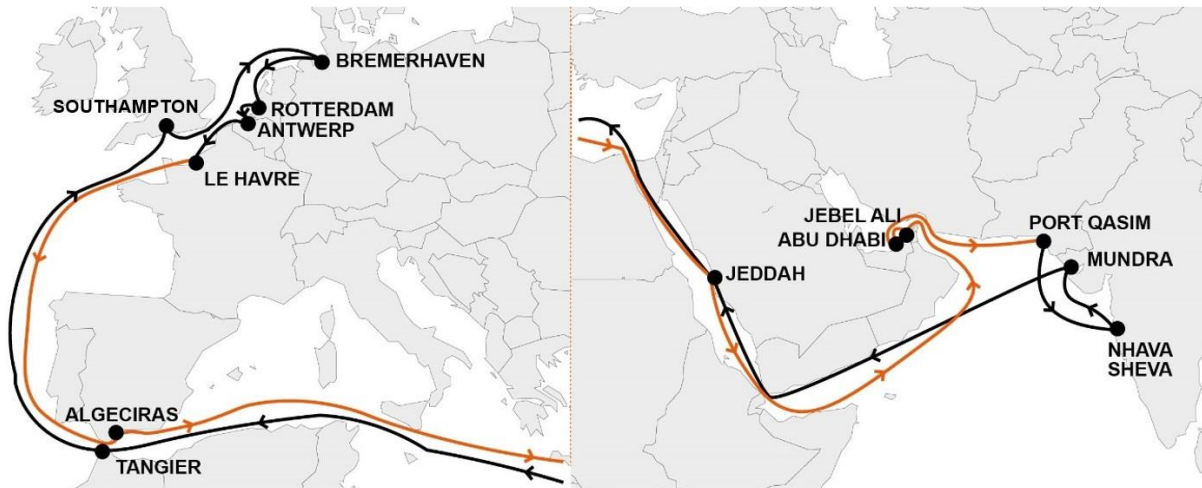 BREMERHAVEN
SOUTHAMPTON
ROTTERDAM
ANTWERP
LE HAVRE
ALGECIRAS
TANGIER
JEBEL ALI
ABU DHABI
PORT QASIM
MUNDRA
JEDDAH
NHAVA
SHEVA